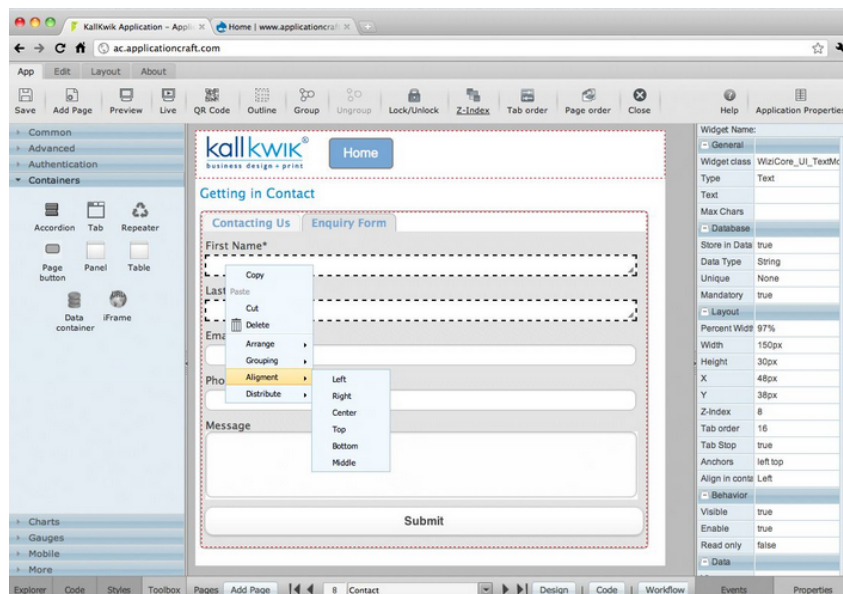 KallKwik Application - Appli
Home | www.applicationcraft
ac.applicationcraft.com
App Edit Layout About
Save Add Page Preview Live QR Code Outline Group Ungroup Lock/Unlock Z-Index Tab order Page order Close Help Application Propertie
Common
Advanced
Authentication
Containers
Accordion Tab Repeater
Page button Panel Table
Data container iFrame
Charts
Gauges
Mobile
More
Explorer Code Styles Toolbox
kallkwik®
business design + print
Home
Getting in Contact
Contacting Us Enquiry Form
First Name*
Last
Ema
Pho
Message
Submit
Copy
Paste
Cut
Delete
Arrange
Grouping
Aligment
Distribute
Left
Right
Center
Top
Bottom
Middle
Pages Add Page 8 Contact Design | Code | Workflow
Widget Name:
General
Widget class WiziCore_UI_TextMc
Type Text
Text
Max Chars
Database
Store in Data true
Data Type String
Unique None
Mandatory true
Layout
Percent Widt 97%
Width 150px
Height 30px
X 48px
Y 38px
Z-Index 8
Tab order 16
Tab Stop true
Anchors left top
Align in conta Left
Behavior
Visible true
Enable true
Read only false
Data
Events Properties